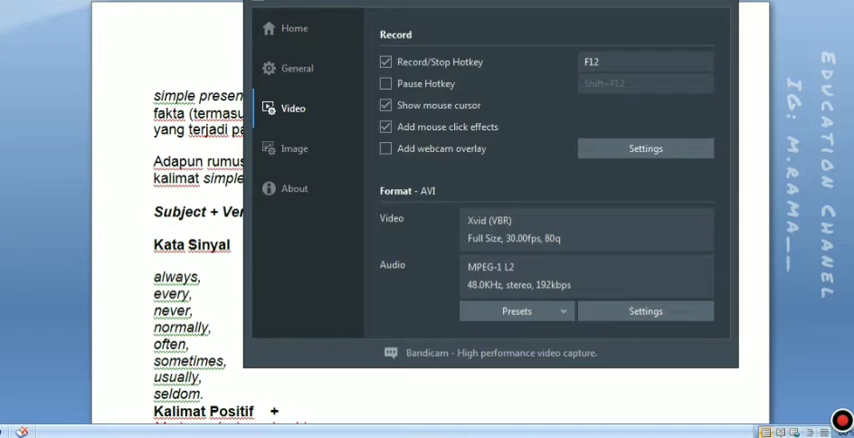 simple presen
fakta (termasu
yang terjadi pa
Adapun rumus
kalimat simple
Subject + Ver
Kata Sinyal
always,
every,
never,
normally,
often,
sometimes,
usually,
seldom.
Kalimat Positif +
Home
General
Video
Image
About
Record
Record/Stop Hotkey F12
Pause Hotkey Shift+F12
Show mouse cursor
Add mouse click effects
Add webcam overlay Settings
Format - AVI
Video Xvid (VBR)
Full Size, 30.00fps, 80q
Audio MPEG-1 L2
48.0KHz, stereo, 192kbps
Presets Settings
Bandicam - High performance video capture.
EDUCATION CHANEL
IG: M.RAMA__